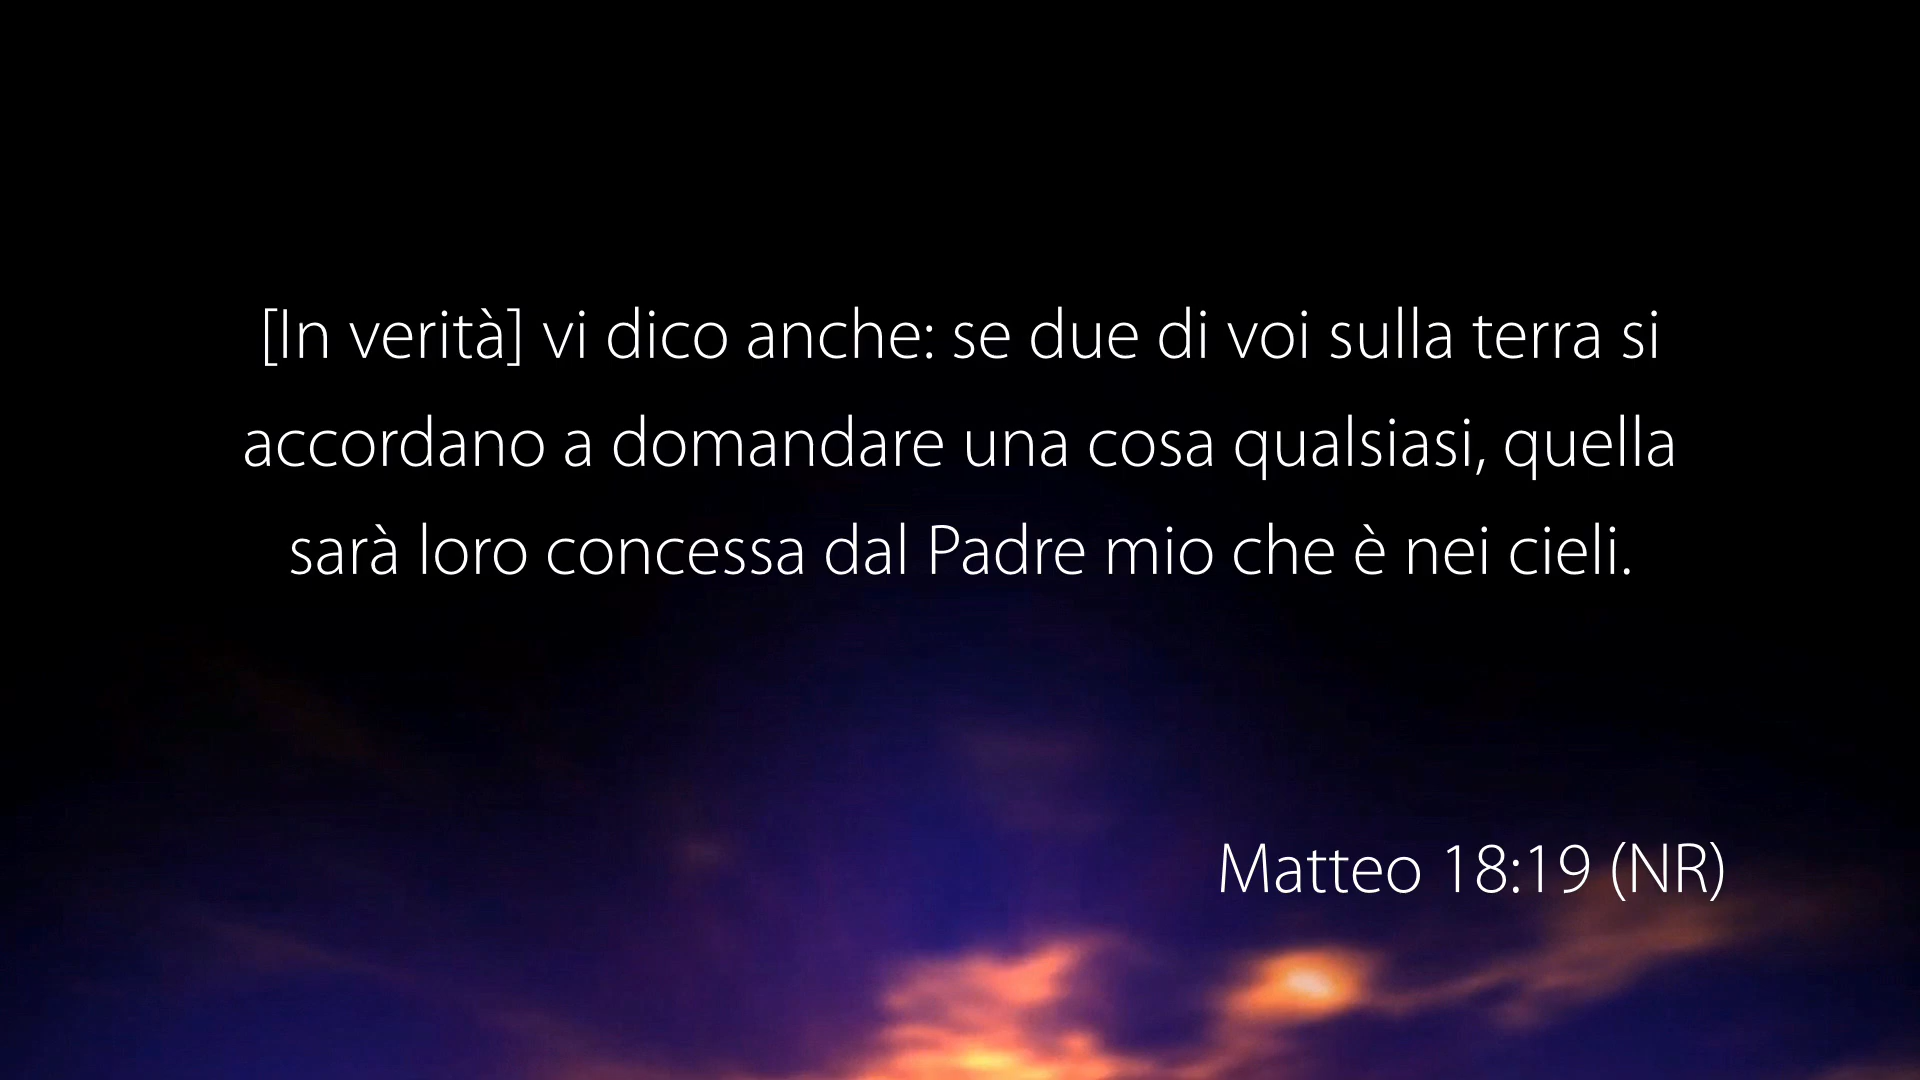 [In verità] vi dico anche: se due di voi sulla terra si
accordano a domandare una cosa qualsiasi, quella
sarà loro concessa dal Padre mio che è nei cieli.
Matteo 18:19 (NR)